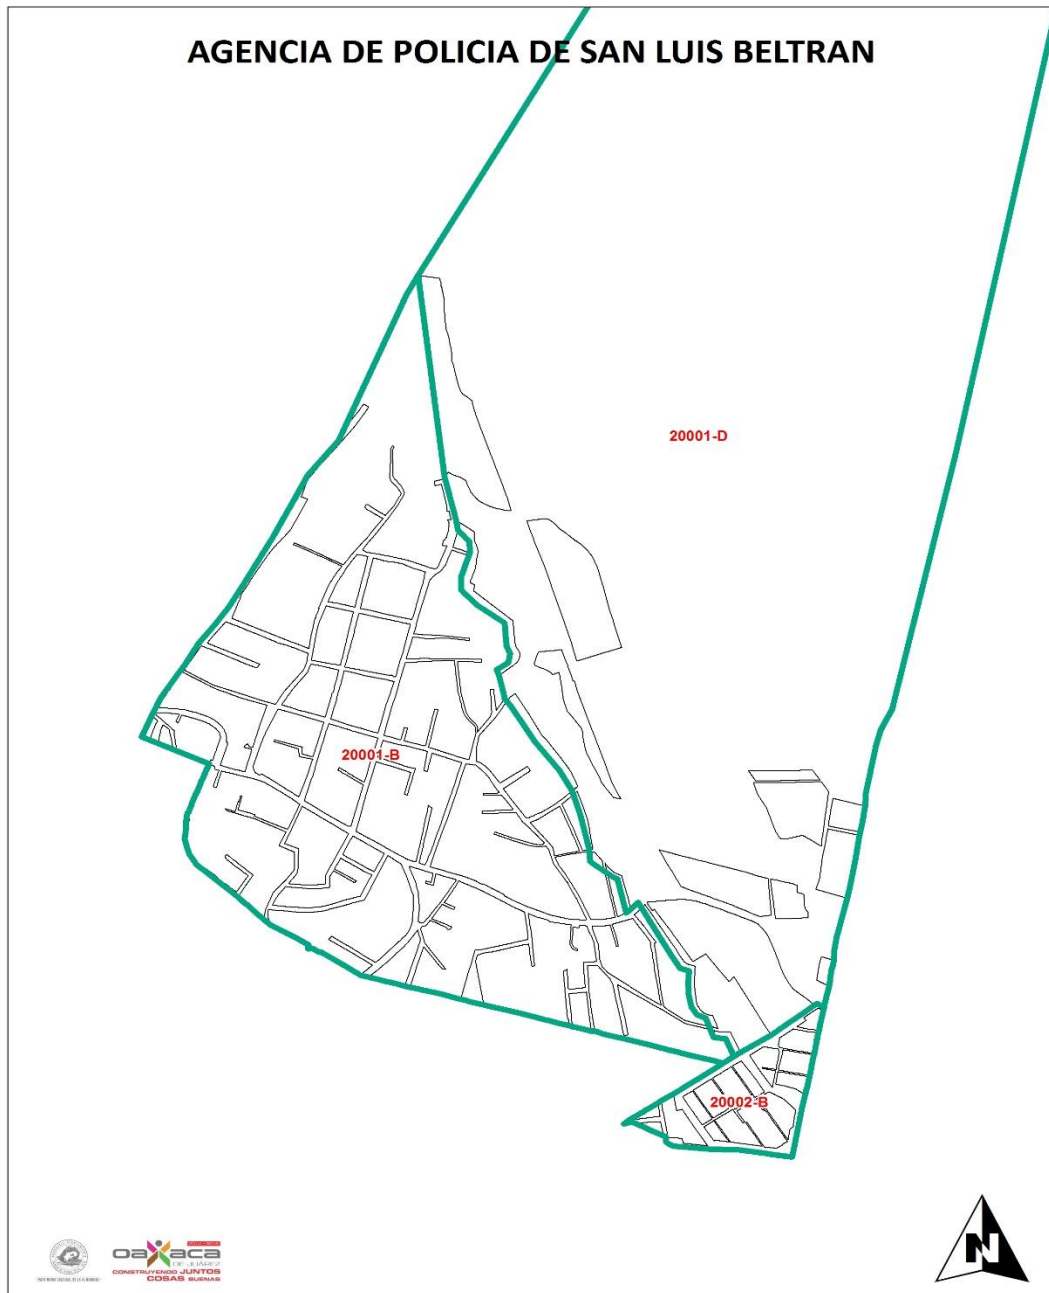 AGENCIA DE POLICIA DE SAN LUIS BELTRAN
20001-D
20001-B
20002-B
oaxaca
DE JUÁREZ
CONSTRUYENDO JUNTOS
COSAS BUENAS
N